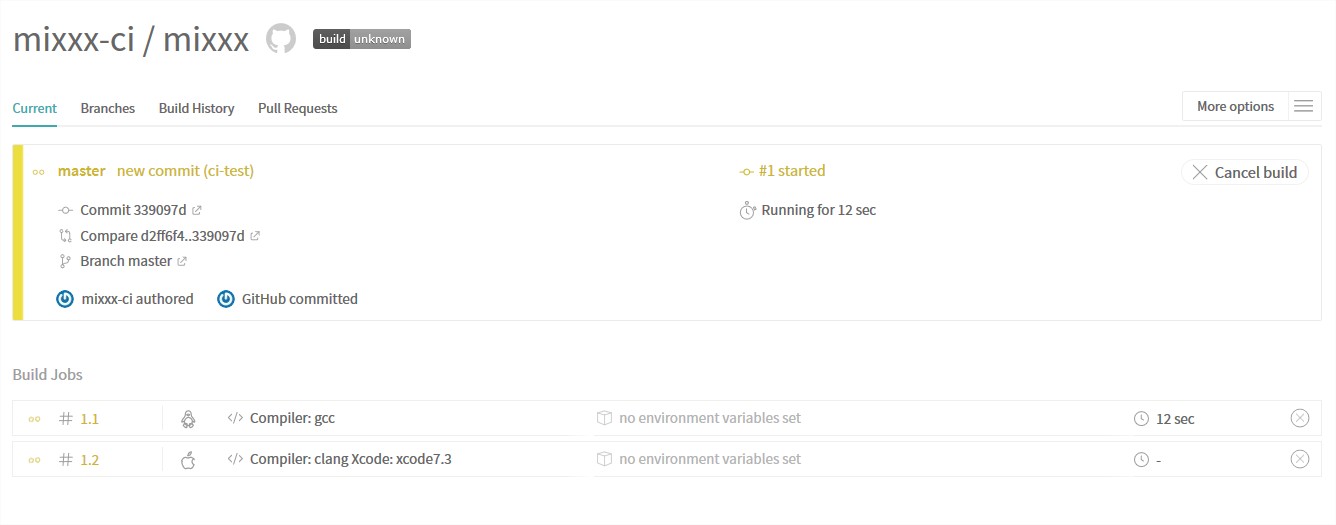 mixxx-ci / mixxx build unknown
Current Branches Build History Pull Requests More options
master new commit (ci-test) #1 started Cancel build
Commit 339097d Running for 12 sec
Compare d2ff6f4..339097d
Branch master
mixxx-ci authored GitHub committed
Build Jobs
# 1.1 </> Compiler: gcc no environment variables set 12 sec
# 1.2 </> Compiler: clang Xcode: xcode7.3 no environment variables set -